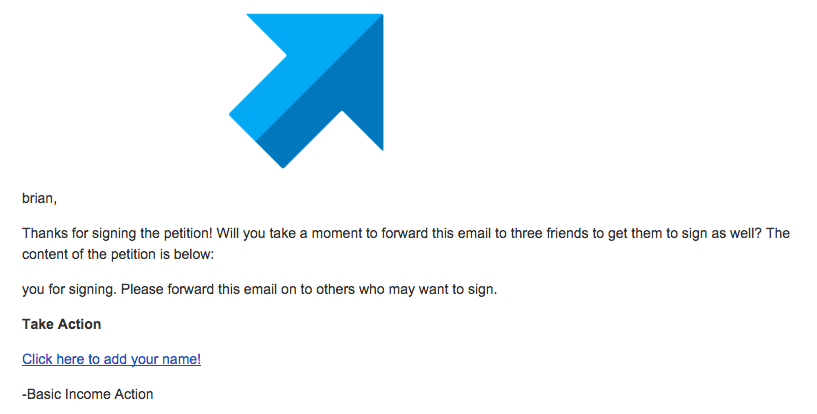 brian,
Thanks for signing the petition! Will you take a moment to forward this email to three friends to get them to sign as well? The
content of the petition is below:
you for signing. Please forward this email on to others who may want to sign.
Take Action
Click here to add your name!
-Basic Income Action